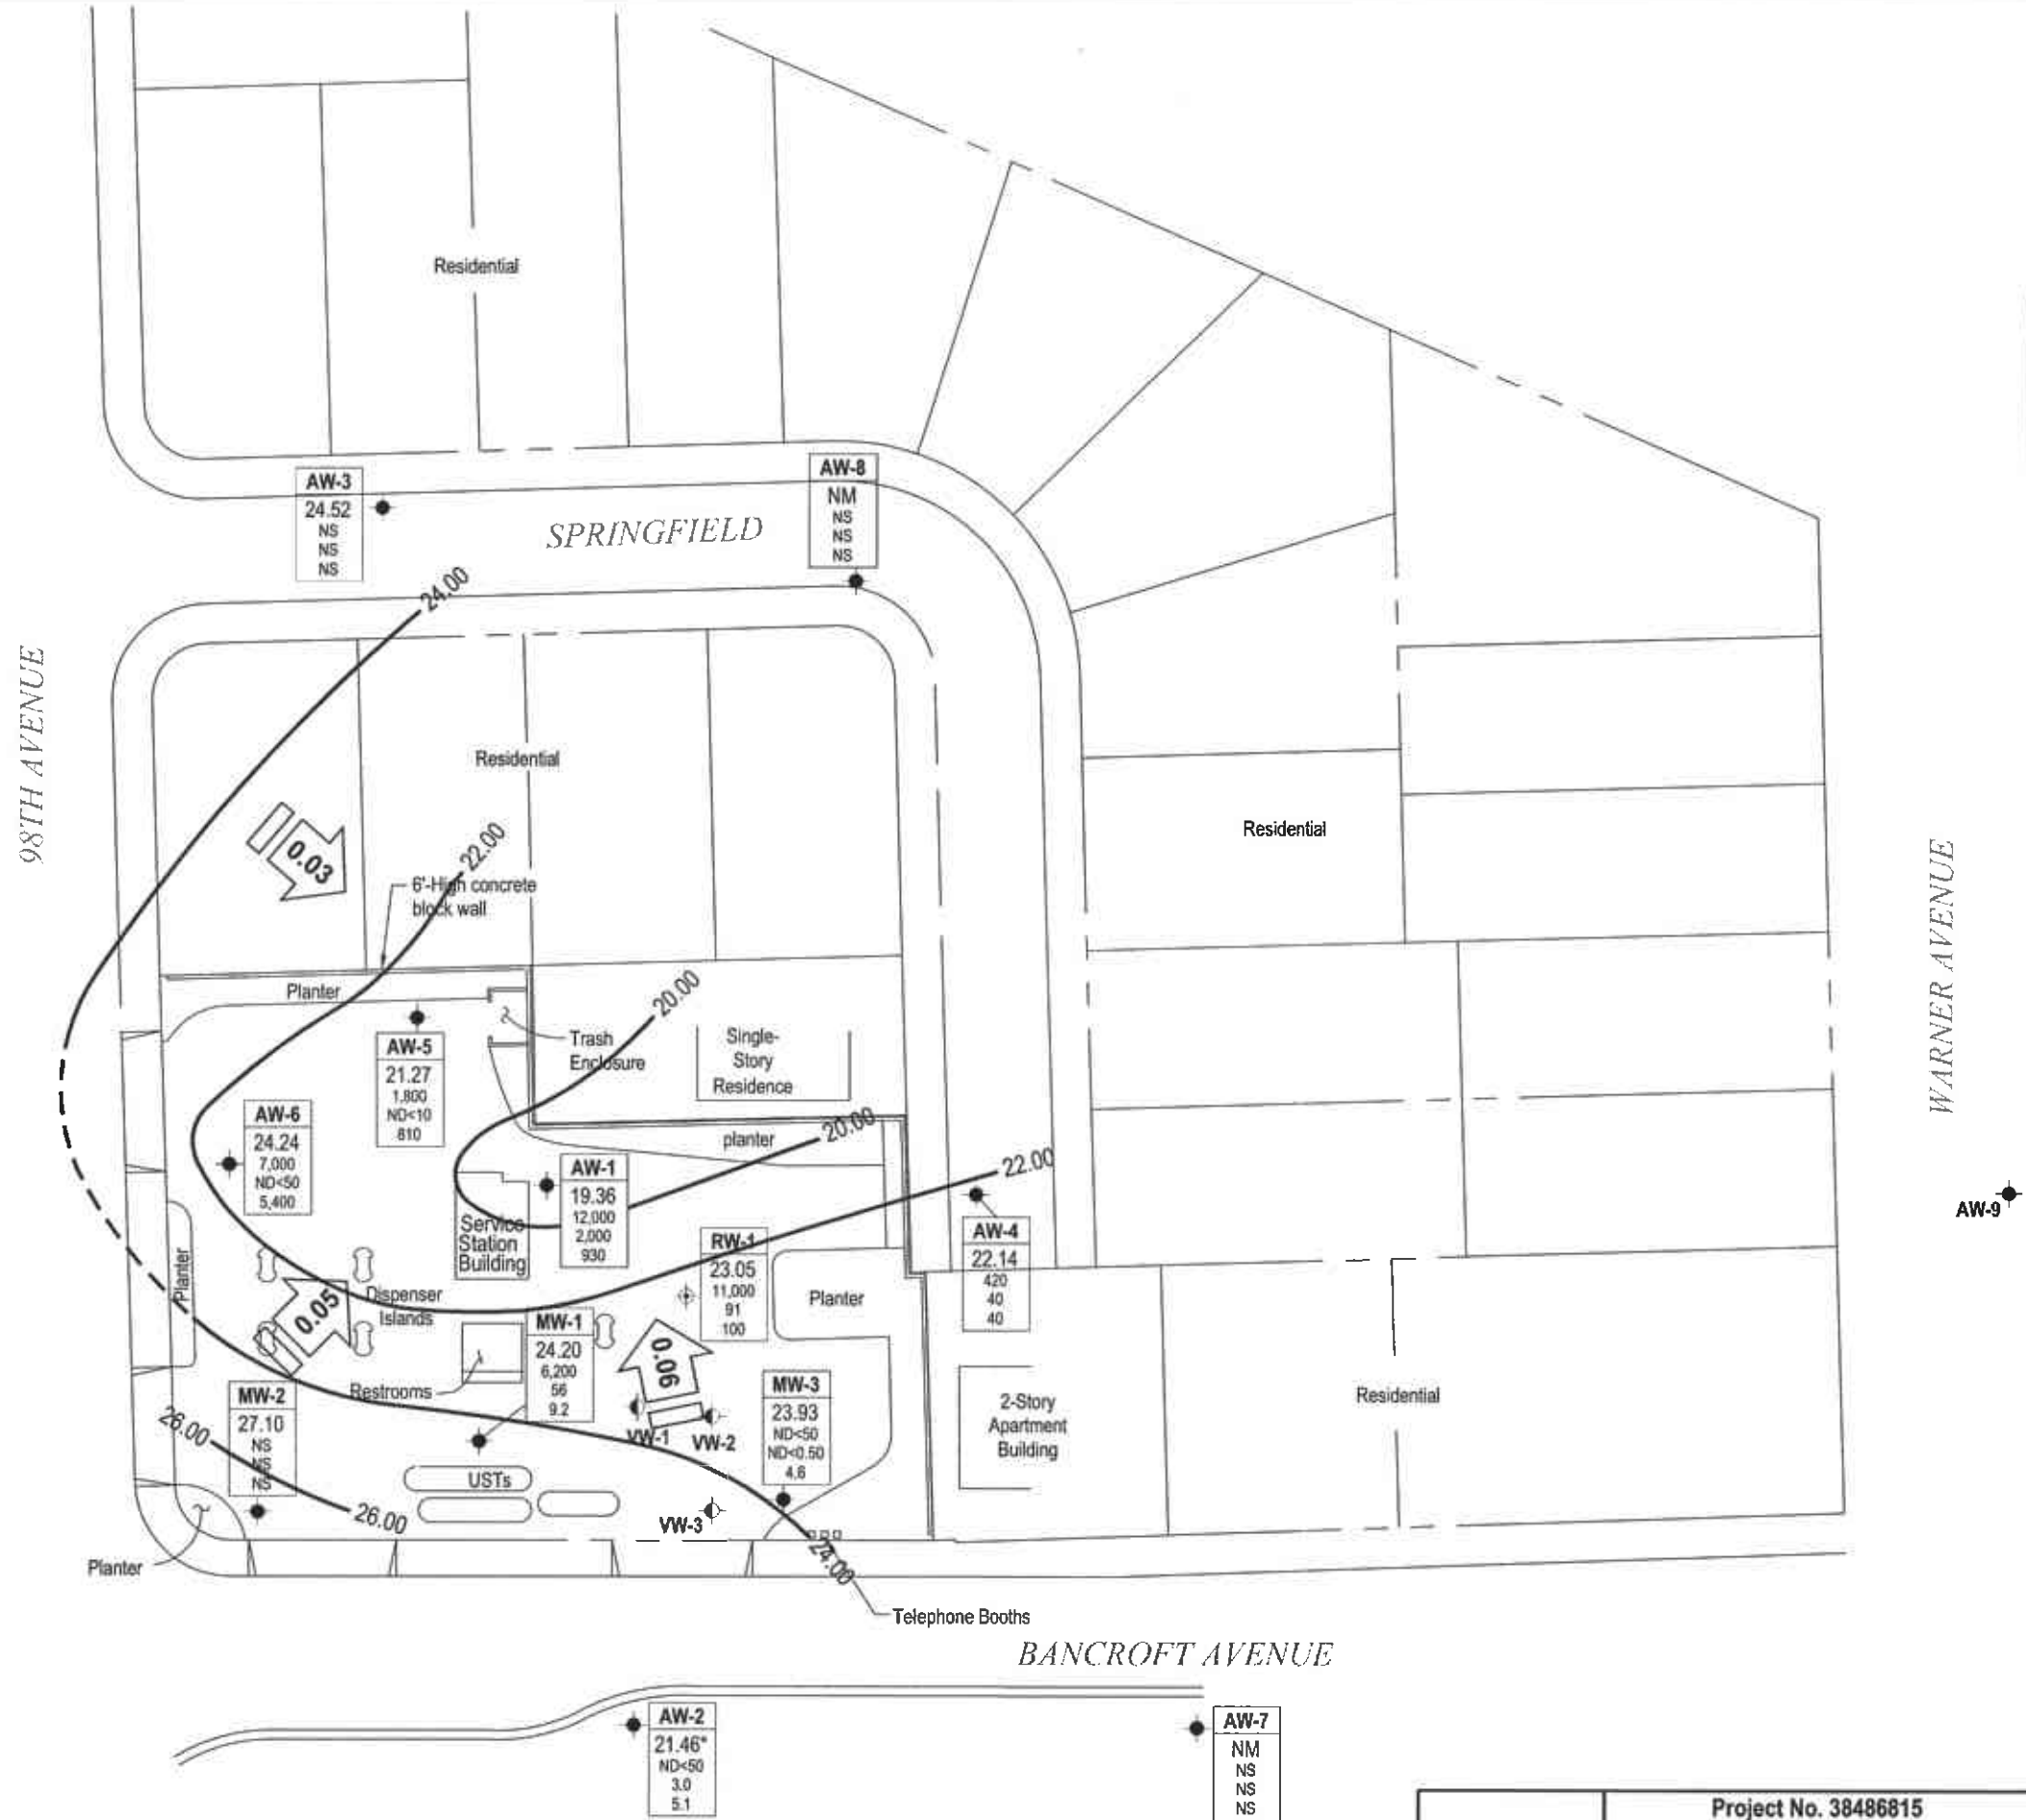 Residential
AW-3
24.52
NS
NS
NS
AW-8
NM
NS
NS
NS
SPRINGFIELD
24.00
98TH AVENUE
Residential
0.03
22.00
6'-High concrete
block wall
Residential
WARNER AVENUE
Planter
20.00
Trash
Enclosure
Single-
Story
Residence
AW-5
21.27
1,800
ND<10
810
AW-6
24.24
7,000
ND<50
5,400
planter
20.00
22.00
AW-1
19.36
12,000
2,000
930
Service
Station
Building
AW-9
RW-1
23.05
11,000
91
100
AW-4
22.14
420
40
40
Planter
Planter
Dispenser
Islands
0.05
MW-1
24.20
6,200
56
9.2
0.06
Restrooms
MW-2
27.10
NS
NS
NS
26.00
26.00
USTs
VW-1
VW-2
VW-3
MW-3
23.93
ND<50
ND<0.50
4.6
2-Story
Apartment
Building
Residential
Planter
24.00
Telephone Booths
BANCROFT AVENUE
AW-2
21.46*
ND<50
3.0
5.1
AW-7
NM
NS
NS
NS
Project No. 38486815